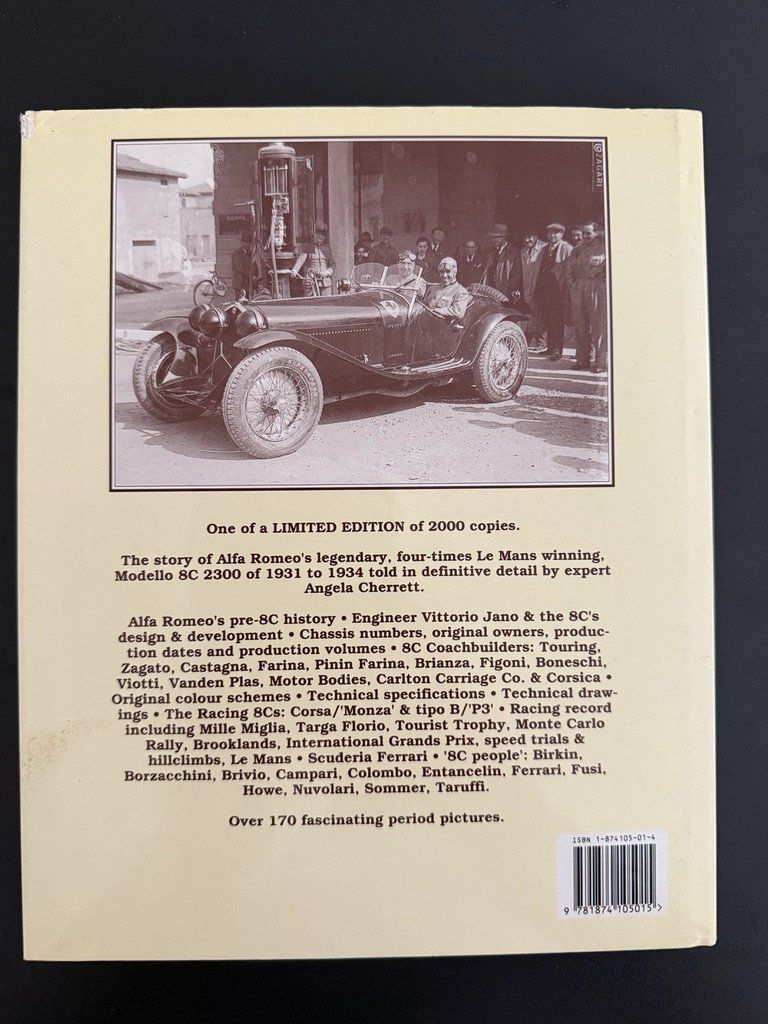 ©ZAGARI
One of a LIMITED EDITION of 2000 copies.
The story of Alfa Romeo's legendary, four-times Le Mans winning,
Modello 8C 2300 of 1931 to 1934 told in definitive detail by expert
Angela Cherrett.
Alfa Romeo's pre-8C history • Engineer Vittorio Jano & the 8C's
design & development • Chassis numbers, original owners, produc-
tion dates and production volumes • 8C Coachbuilders: Touring,
Zagato, Castagna, Farina, Pinin Farina, Brianza, Figoni, Boneschi,
Viotti, Vanden Plas, Motor Bodies, Carlton Carriage Co. & Corsica •
Original colour schemes • Technical specifications • Technical draw-
ings • The Racing 8Cs: Corsa/'Monza' & tipo B/'P3' • Racing record
including Mille Miglia, Targa Florio, Tourist Trophy, Monte Carlo
Rally, Brooklands, International Grands Prix, speed trials &
hillclimbs, Le Mans • Scuderia Ferrari • '8C people': Birkin,
Borzacchini, Brivio, Campari, Colombo, Entancelin, Ferrari, Fusi,
Howe, Nuvolari, Sommer, Taruffi.
Over 170 fascinating period pictures.
ISBN 1-874105-01-4
9 781874 105015 >